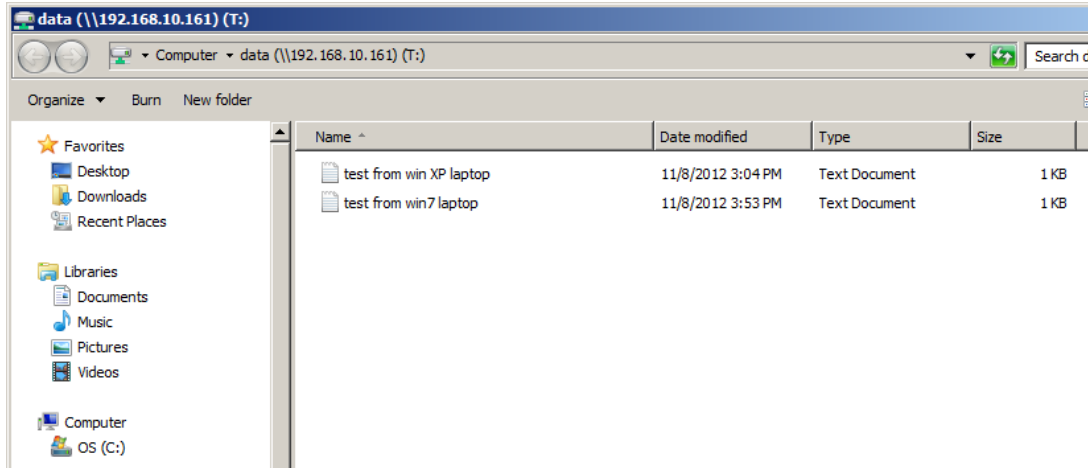 data (\\192.168.10.161) (T:)
Computer data (\\192.168.10.161) (T:)
Search
Organize Burn New folder
Name Date modified Type Size
Favorites
Desktop
Downloads
Recent Places
Libraries
Documents
Music
Pictures
Videos
Computer
OS (C:)
test from win XP laptop 11/8/2012 3:04 PM Text Document 1 KB
test from win7 laptop 11/8/2012 3:53 PM Text Document 1 KB